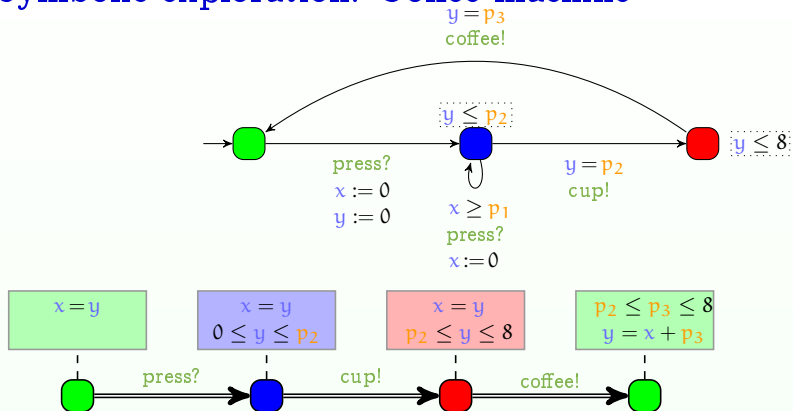 Symbolic exploration: Coffee machine
y = p₃
coffee!
y ≤ p₂
y ≤ 8
press?
x := 0
y := 0
y = p₂
cup!
x ≥ p₁
press?
x := 0
x = y
x = y
0 ≤ y ≤ p₂
x = y
p₂ ≤ y ≤ 8
p₂ ≤ p₃ ≤ 8
y = x + p₃
press?
cup!
coffee!